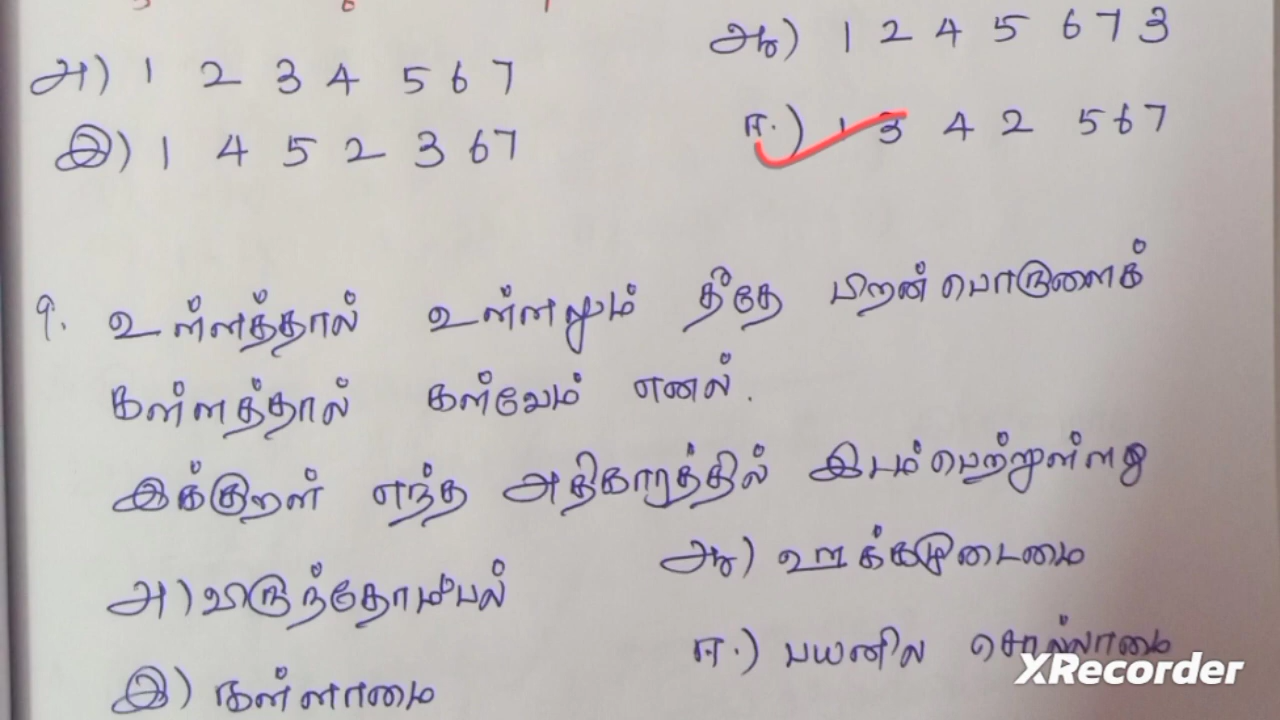 அ) 1 2 3 4 5 6 7
ஆ) 1 2 4 5 6 7 3
இ) 1 4 5 2 3 6 7
ஈ.) 1 3 4 2 5 6 7
9. உள்ளத்தால் உள்ளலும் தீதே பிறன்பொருளைக்
கள்ளத்தால் கள்வேம் எனல்.
இக்குறள் எந்த அதிகாரத்தில் இடம்பெற்றுள்ளது
அ) விருந்தோம்பல்
ஆ) ஊக்கமுடைமை
இ) கள்ளாமை
ஈ.) பயனில சொல்லாமை
XRecorder